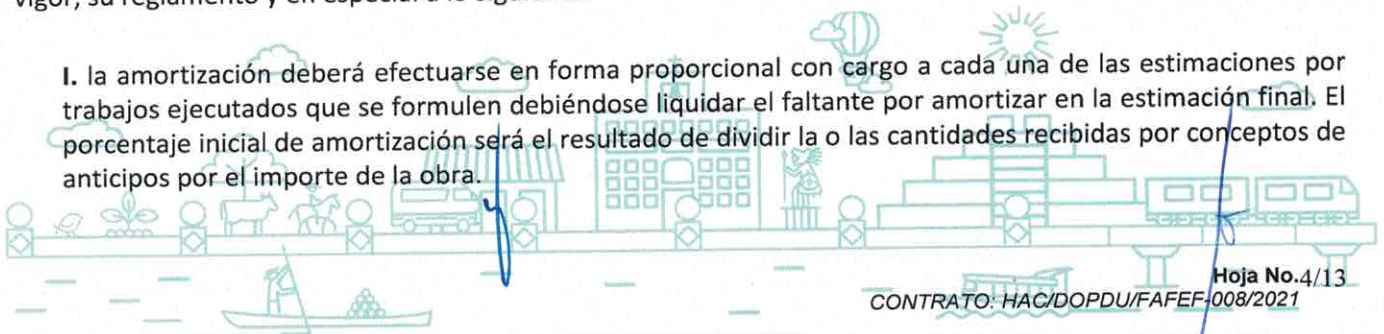 I. la amortización deberá efectuarse en forma proporcional con cargo a cada una de las estimaciones por
trabajos ejecutados que se formulen debiéndose liquidar el faltante por amortizar en la estimación final. El
porcentaje inicial de amortización será el resultado de dividir la o las cantidades recibidas por conceptos de
anticipos por el importe de la obra.
Hoja No.4/13
CONTRATO: HAC/DOPDU/FAFEF-008/2021